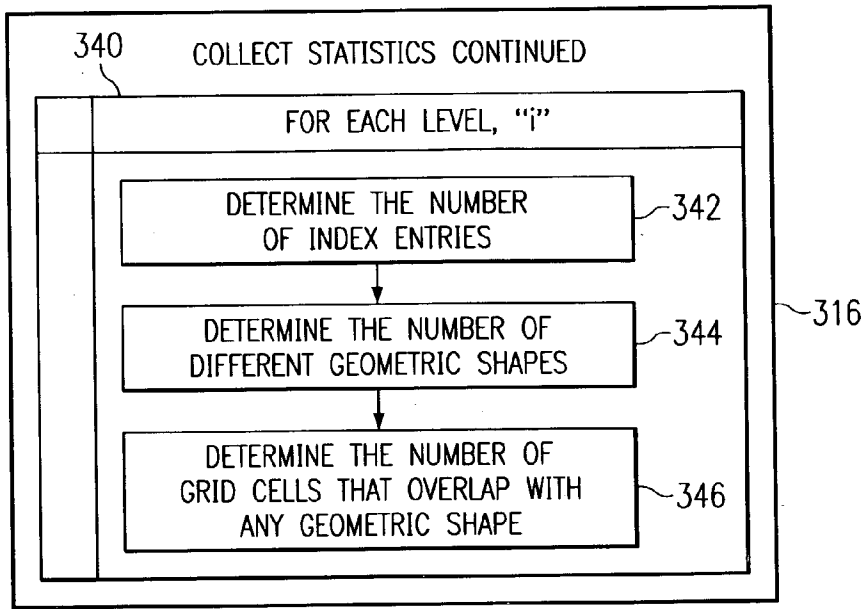 340
COLLECT STATISTICS CONTINUED
FOR EACH LEVEL, "i"
DETERMINE THE NUMBER
OF INDEX ENTRIES
342
DETERMINE THE NUMBER OF
DIFFERENT GEOMETRIC SHAPES
344
316
DETERMINE THE NUMBER OF
GRID CELLS THAT OVERLAP WITH
ANY GEOMETRIC SHAPE
346